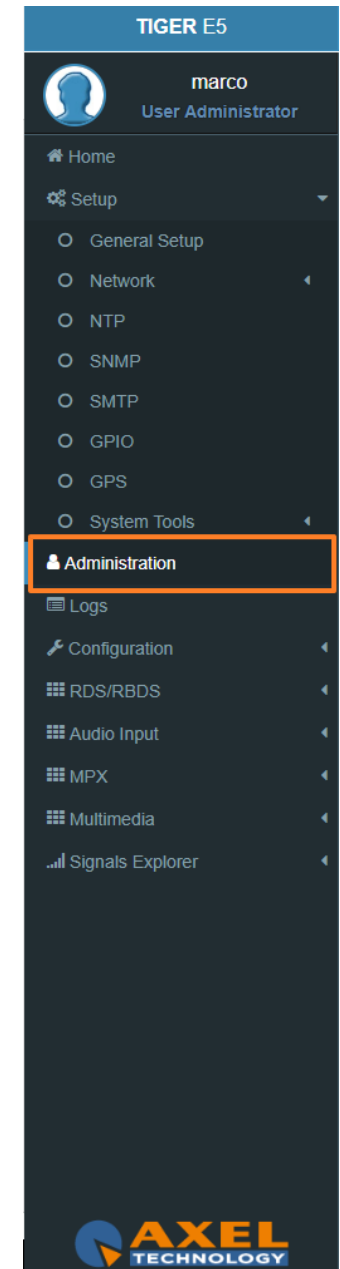 TIGER E5
marco
User Administrator
Home
Setup
General Setup
Network
NTP
SNMP
SMTP
GPIO
GPS
System Tools
Administration
Logs
Configuration
RDS/RBDS
Audio Input
MPX
Multimedia
Signals Explorer
AXEL
TECHNOLOGY